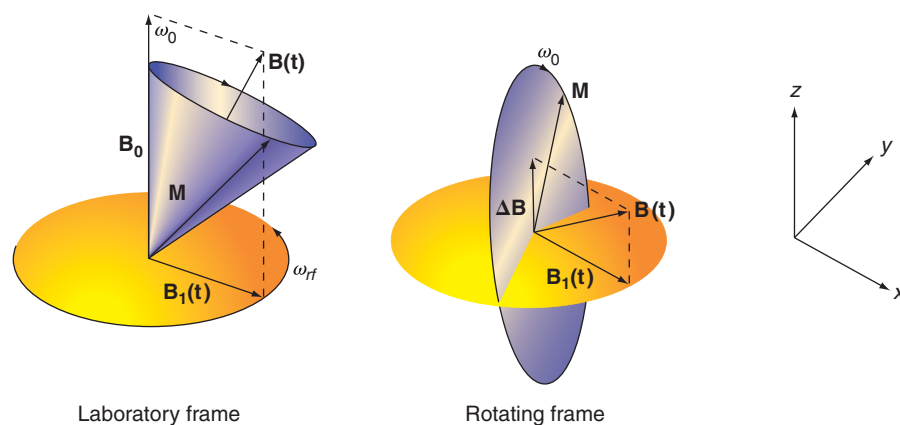 ω0
B(t)
B0
M
B1(t)
ωrf
Laboratory frame
ω0
M
ΔB
B(t)
B1(t)
Rotating frame
z
y
x